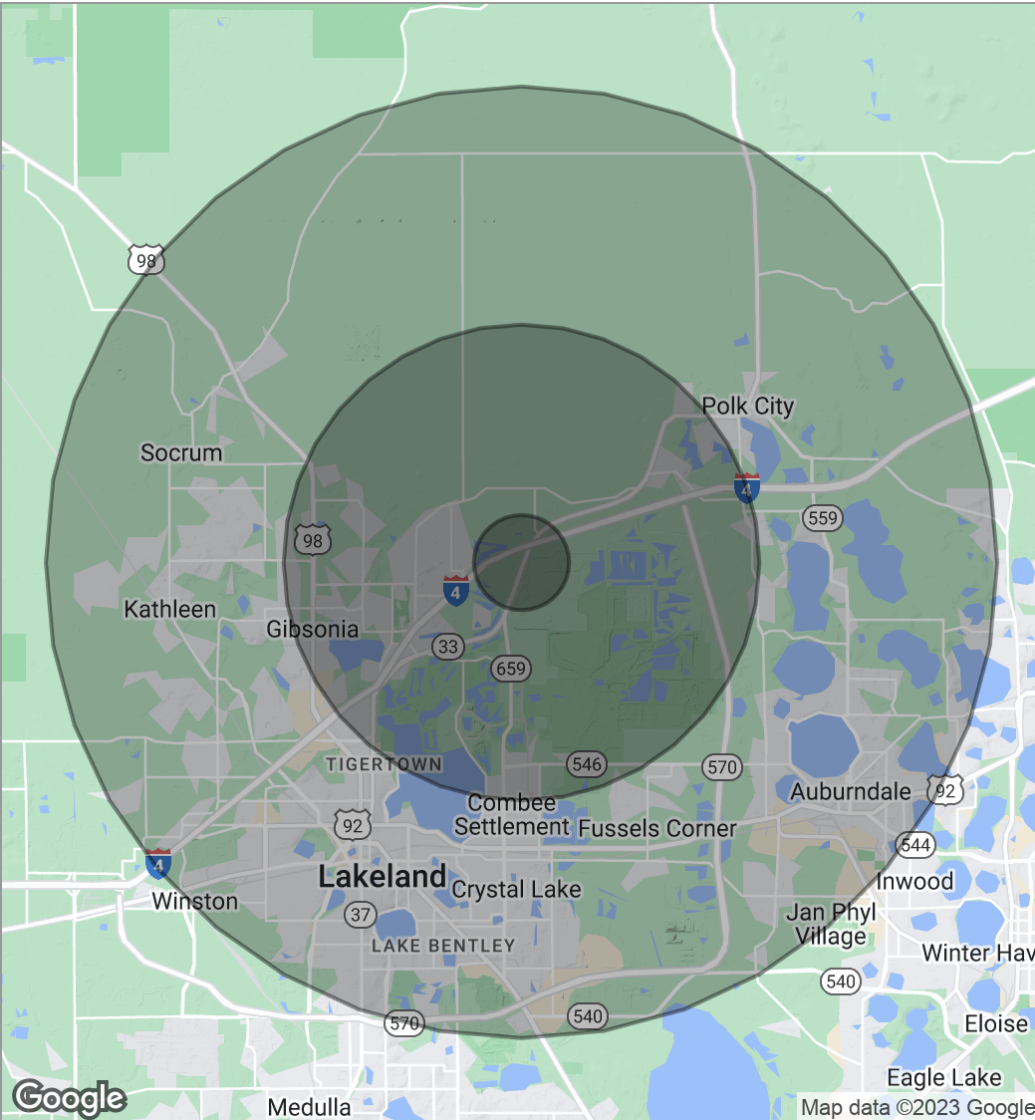 98
Polk City
Socrum
4
559
98
4
Kathleen
Gibsonia
33
659
TIGERTOWN
546
570
Auburndale
92
Combee
Settlement
Fussels Corner
92
544
Lakeland
Crystal Lake
Inwood
4
Winston
37
Jan Phyl
Village
LAKE BENTLEY
Winter Hav
540
570
540
Eloise
Eagle Lake
Google
Medulla
Map data ©2023 Google